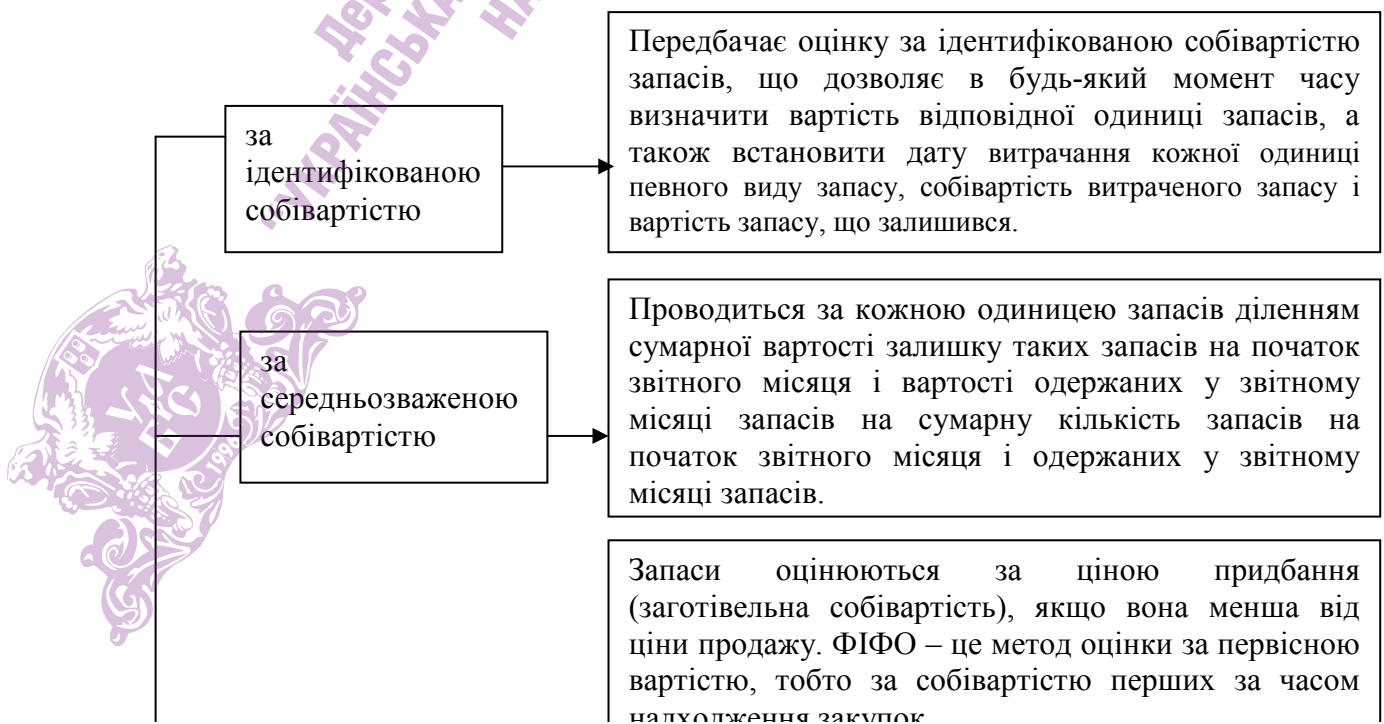 за
ідентифікованою
собівартістю
Передбачає оцінку за ідентифікованою собівартістю
запасів, що дозволяє в будь-який момент часу
визначити вартість відповідної одиниці запасів, а
також встановити дату витрачання кожної одиниці
певного виду запасу, собівартість витраченого запасу і
вартість запасу, що залишився.
за
середньозваженою
собівартістю
Проводиться за кожною одиницею запасів діленням
сумарної вартості залишку таких запасів на початок
звітного місяця і вартості одержаних у звітному
місяці запасів на сумарну кількість запасів на
початок звітного місяця і одержаних у звітному
місяці запасів.
Запаси оцінюються за ціною придбання
(заготівельна собівартість), якщо вона менша від
ціни продажу. ФІФО – це метод оцінки за первісною
вартістю, тобто за собівартістю перших за часом
надходження закупок